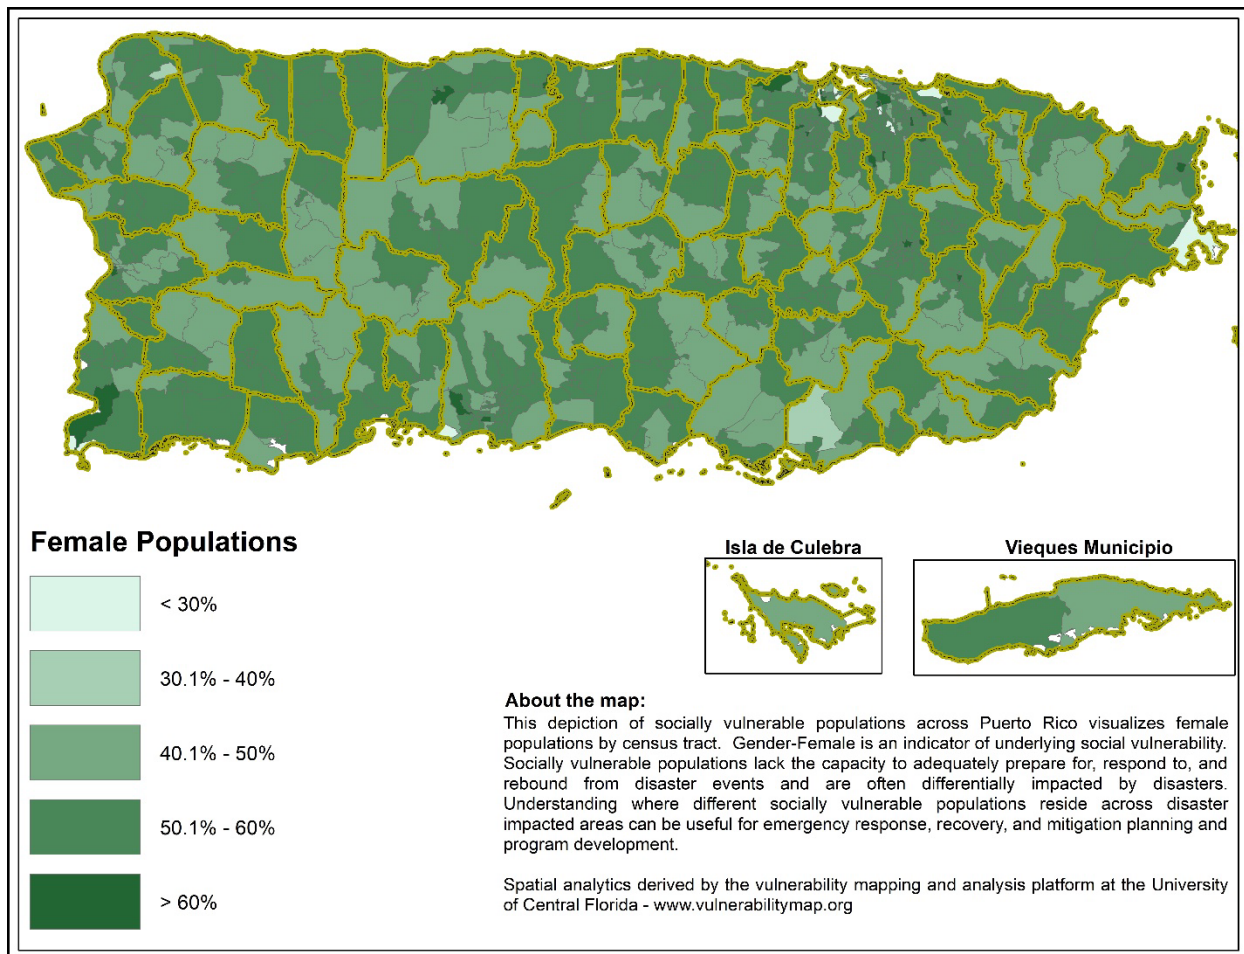 Female Populations
< 30%
30.1% - 40%
40.1% - 50%
50.1% - 60%
> 60%
Isla de Culebra
Vieques Municipio
About the map:
This depiction of socially vulnerable populations across Puerto Rico visualizes female
populations by census tract. Gender-Female is an indicator of underlying social vulnerability.
Socially vulnerable populations lack the capacity to adequately prepare for, respond to, and
rebound from disaster events and are often differentially impacted by disasters.
Understanding where different socially vulnerable populations reside across disaster
impacted areas can be useful for emergency response, recovery, and mitigation planning and
program development.
Spatial analytics derived by the vulnerability mapping and analysis platform at the University
of Central Florida - www.vulnerabilitymap.org